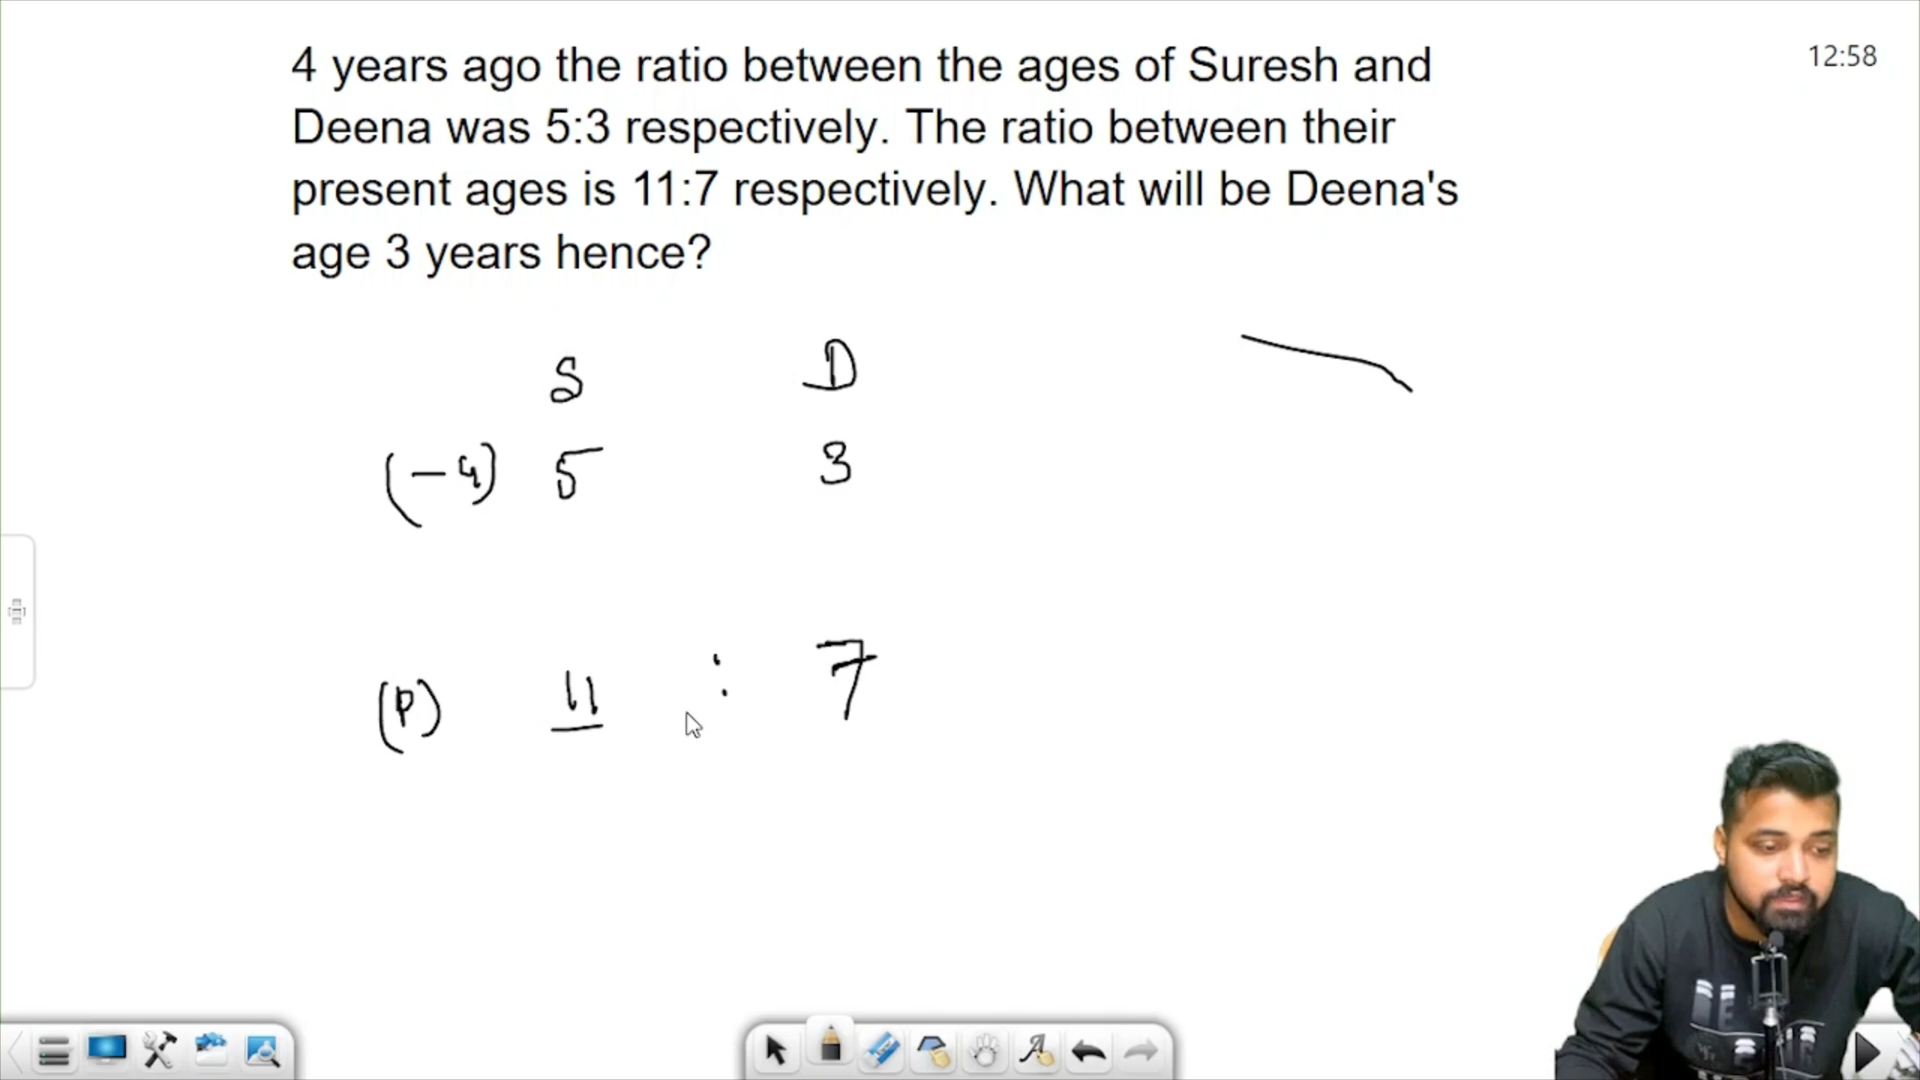 4 years ago the ratio between the ages of Suresh and
12:58
Deena was 5:3 respectively. The ratio between their
present ages is 11:7 respectively. What will be Deena's
age 3 years hence?
S D
(-4) 5 3
(P) 11 : 7